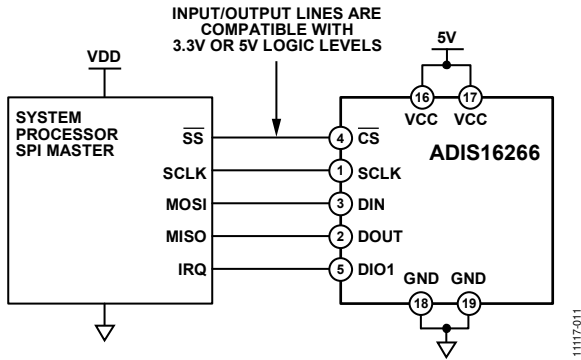 INPUT/OUTPUT LINES ARE
COMPATIBLE WITH
3.3V OR 5V LOGIC LEVELS
VDD
5V
SYSTEM
PROCESSOR
SPI MASTER
SS
SCLK
MOSI
MISO
IRQ
16
17
VCC
VCC
ADIS16266
4
CS
1
SCLK
3
DIN
2
DOUT
5
DIO1
GND
GND
18
19
11117-011